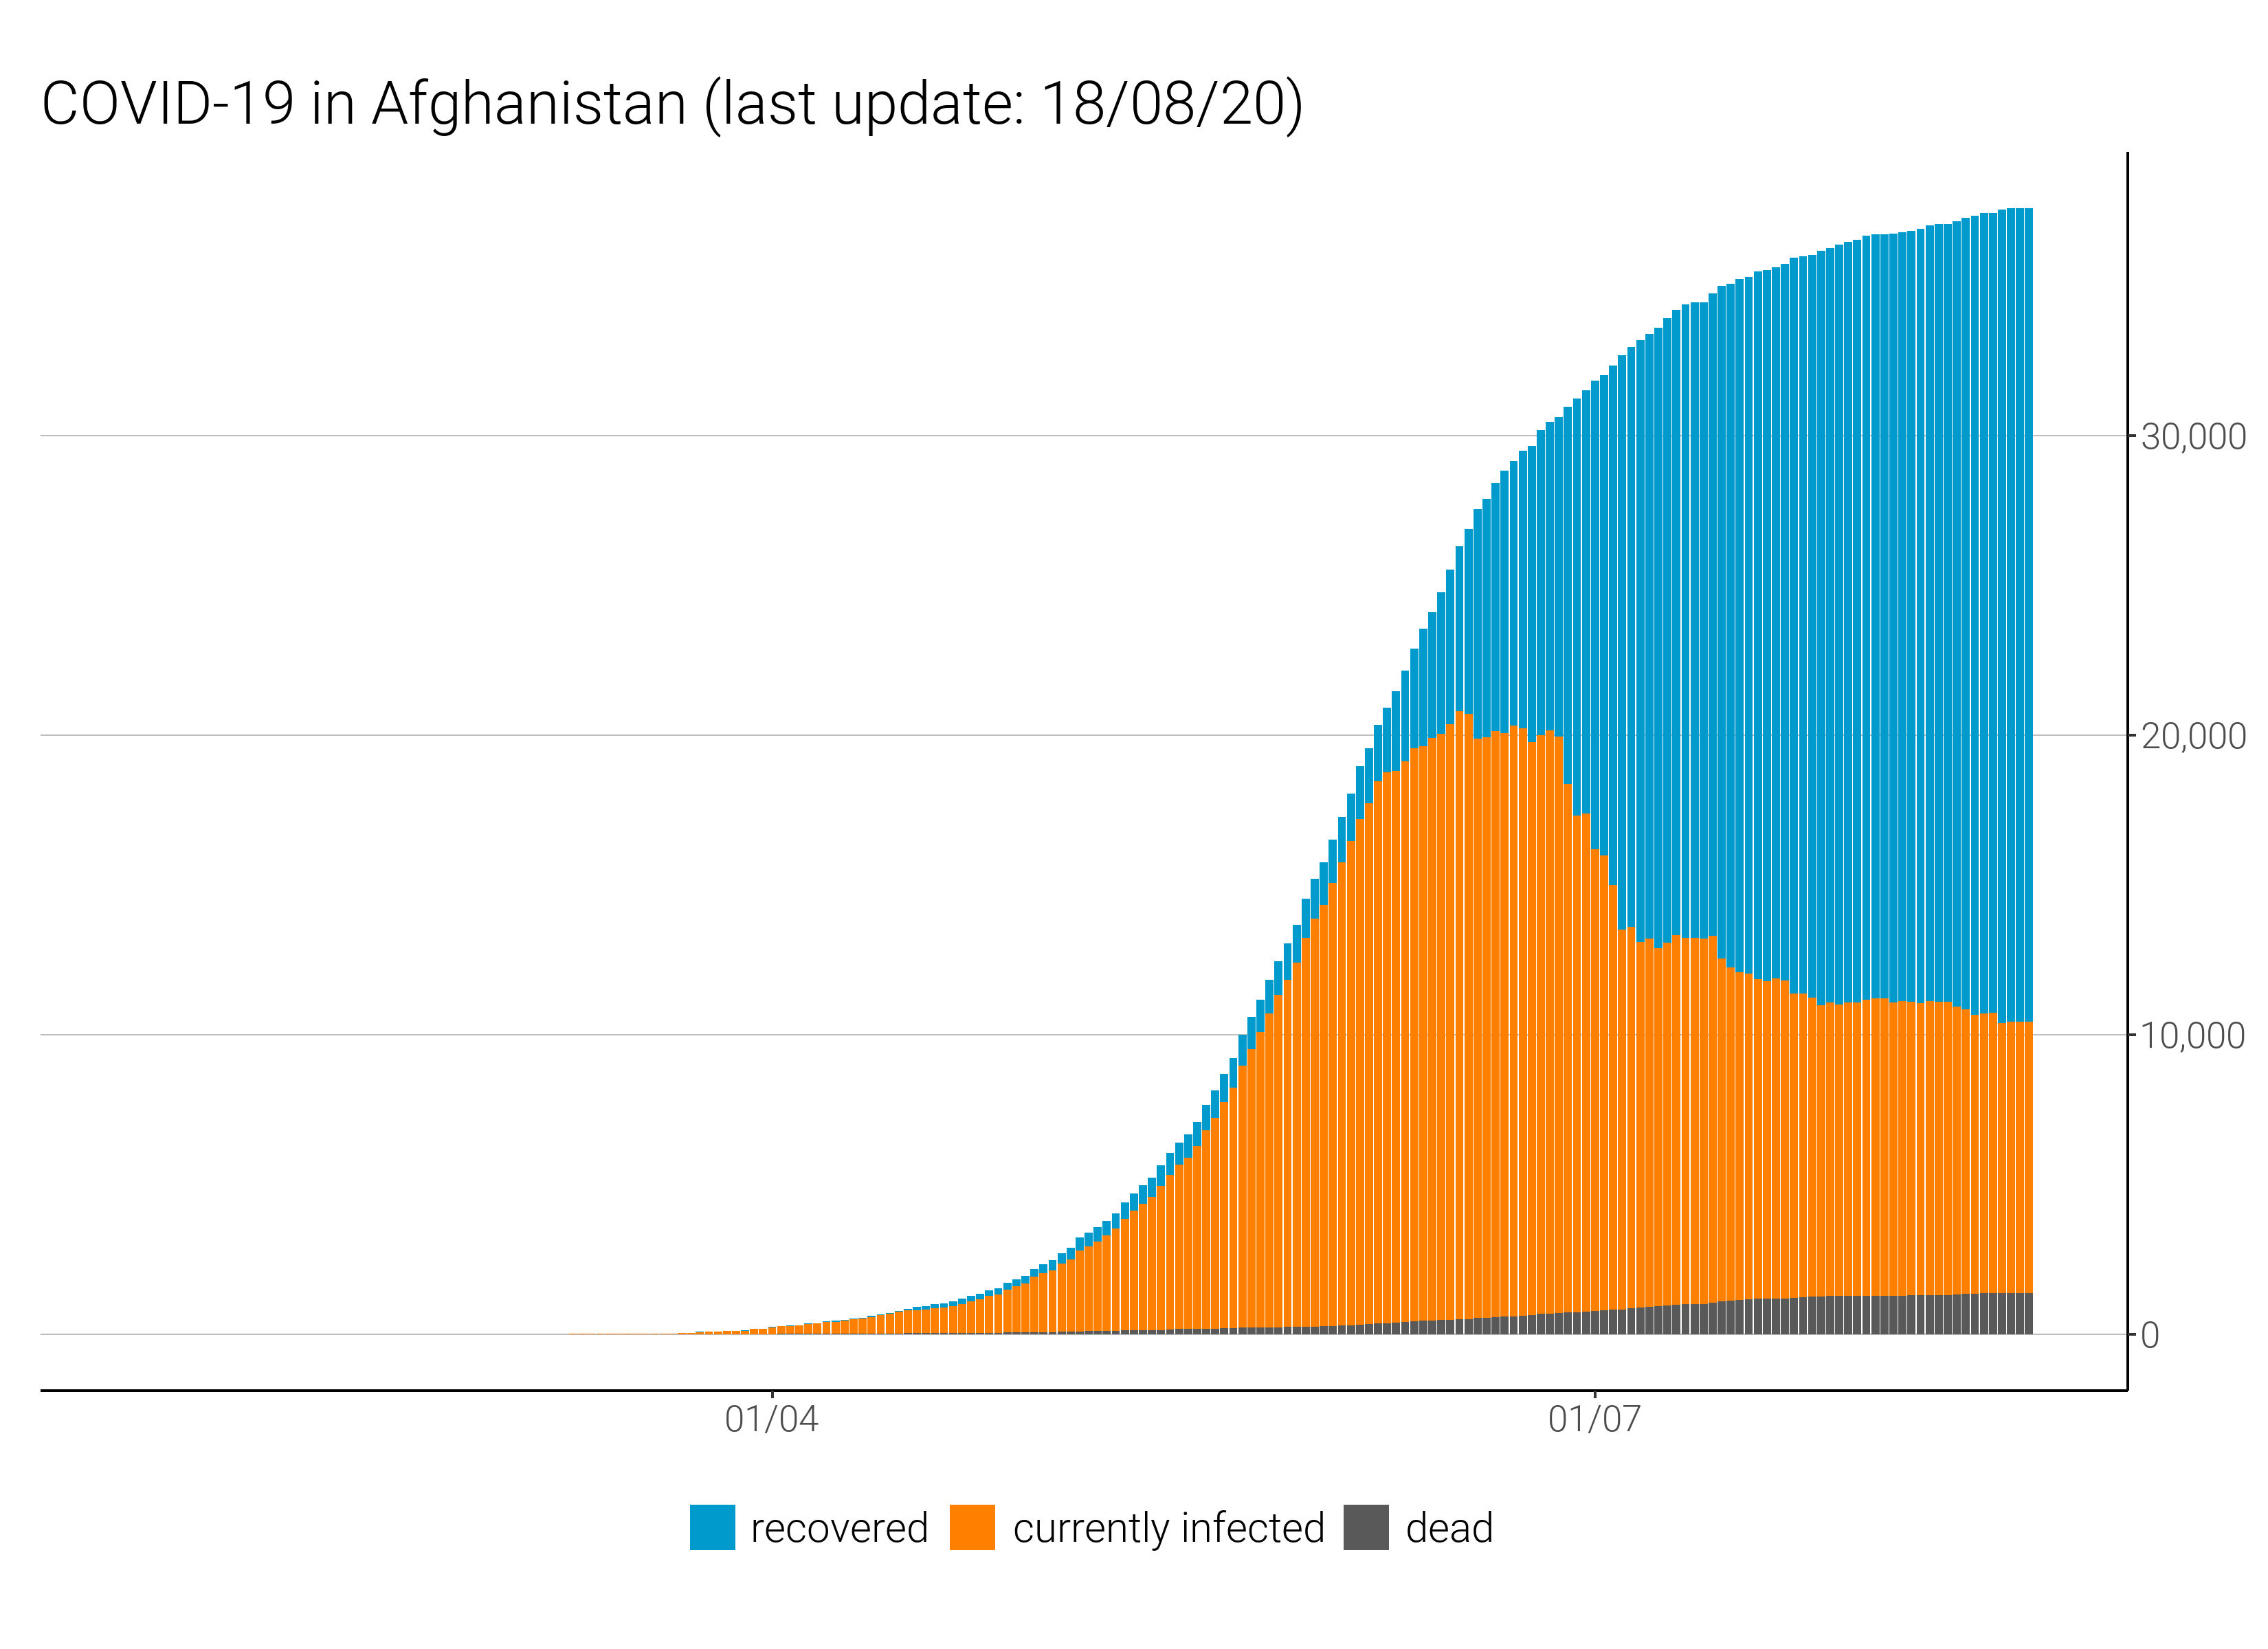 COVID-19 in Afghanistan (last update: 18/08/20)
30,000
20,000
10,000
0
01/04 01/07
recovered currently infected dead